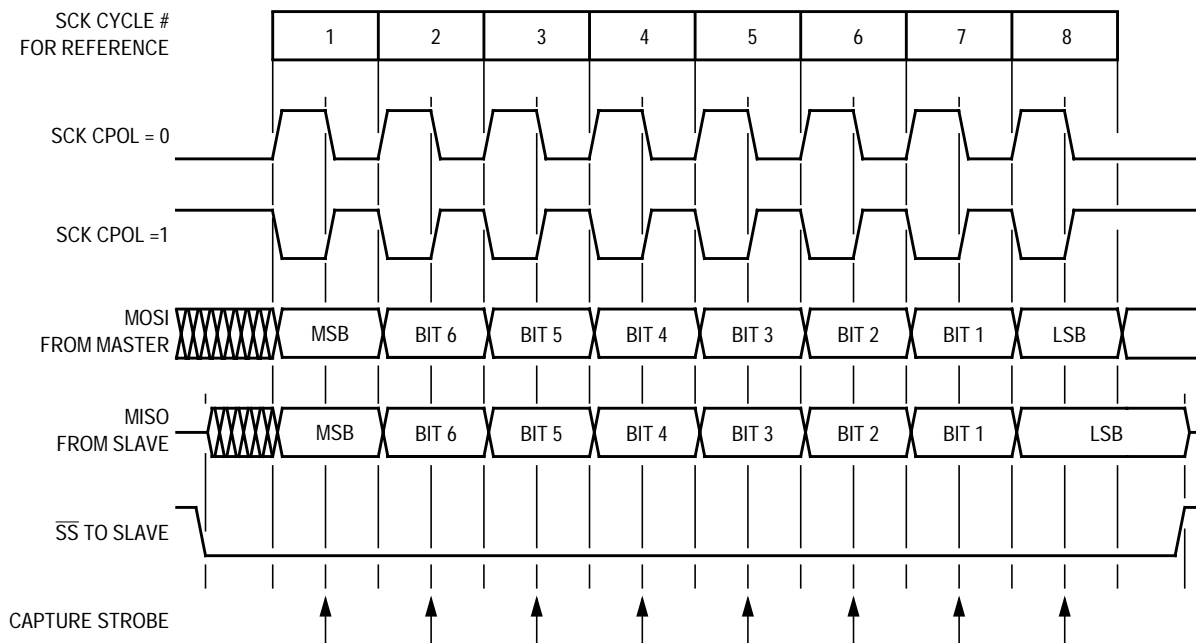 SCK CYCLE #
FOR REFERENCE
1 2 3 4 5 6 7 8
SCK CPOL = 0
SCK CPOL =1
MOSI
FROM MASTER
MSB BIT 6 BIT 5 BIT 4 BIT 3 BIT 2 BIT 1 LSB
MISO
FROM SLAVE
MSB BIT 6 BIT 5 BIT 4 BIT 3 BIT 2 BIT 1 LSB
S̅S̅ TO SLAVE
CAPTURE STROBE